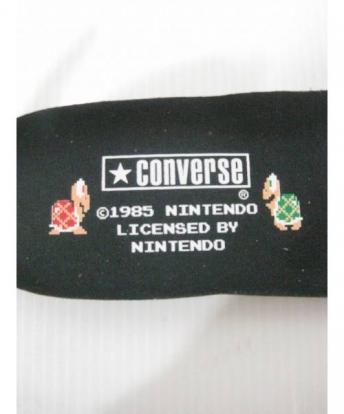 ★ CONVERSE ®
©1985 NINTENDO
LICENSED BY
NINTENDO